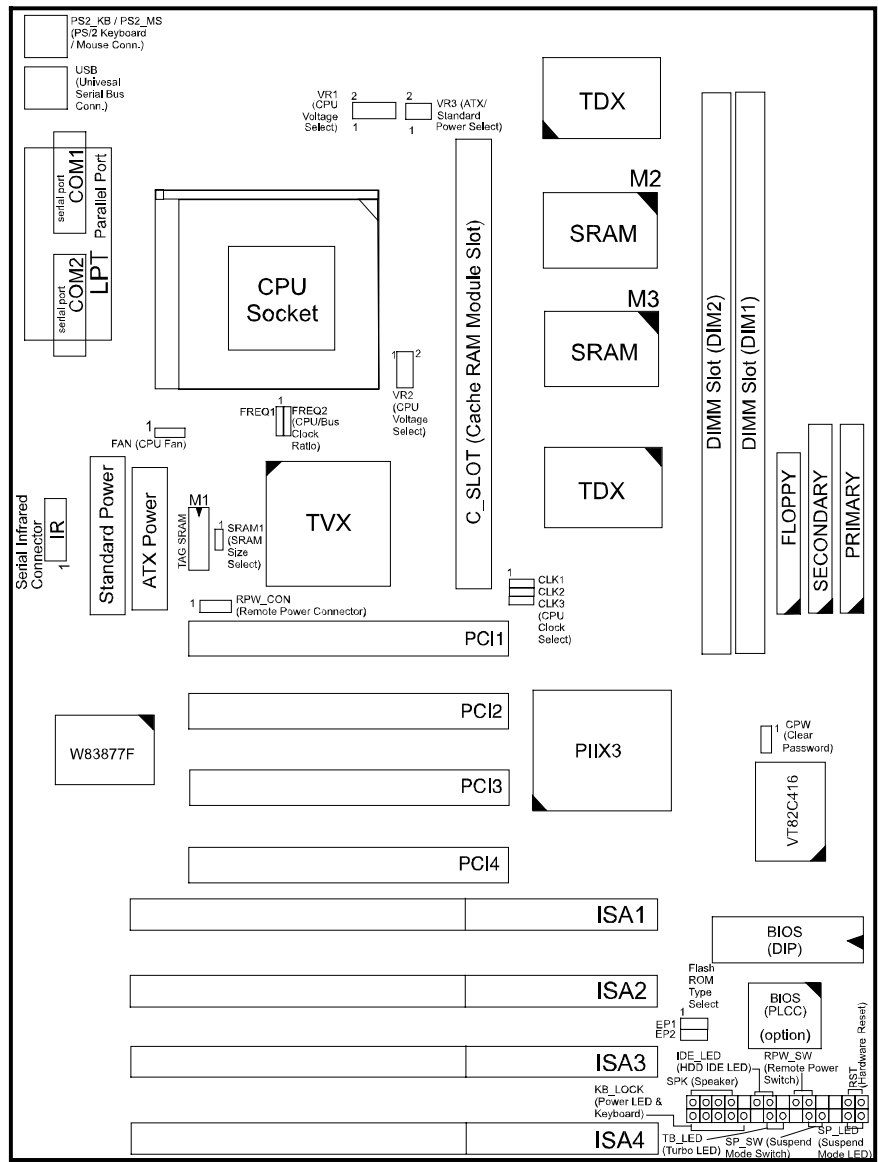 PS2_KB / PS2_MS
(PS/2 Keyboard
/ Mouse Conn.)
USB
(Univesal
Serial Bus
Conn.)
VR1
(CPU
Voltage
Select)
2
1
2
1
VR3 (ATX/
Standard
Power Select)
TDX
serial port
COM1
Parallel Port
LPT
serial port
COM2
M2
SRAM
CPU
Socket
C_SLOT (Cache RAM Module Slot)
M3
SRAM
DIMM Slot (DIM2)
DIMM Slot (DIM1)
1
2
VR2
(CPU
Voltage
Select)
1
FREQ1
FREQ2
(CPU/Bus
Clock
Ratio)
1
FAN (CPU Fan)
Serial Infrared
Connector
IR
1
Standard Power
ATX Power
M1
TAG SRAM
1
SRAM1
(SRAM
Size
Select)
TVX
TDX
FLOPPY
SECONDARY
PRIMARY
1
RPW_CON
(Remote Power Connector)
1
CLK1
CLK2
CLK3
(CPU
Clock
Select)
PCI1
PCI2
W83877F
PIIX3
1
CPW
(Clear
Password)
PCI3
VT82C416
PCI4
ISA1
BIOS
(DIP)
ISA2
Flash
ROM
Type
Select
1
EP1
EP2
BIOS
(PLCC)
(option)
ISA3
IDE_LED
(HDD IDE LED)
RPW_SW
(Remote Power
Switch)
RST
(Hardware Reset)
SPK (Speaker)
KB_LOCK
(Power LED &
Keyboard)
ISA4
TB_LED
(Turbo LED)
SP_SW (Suspend
Mode Switch)
SP_LED
(Suspend
Mode LED)